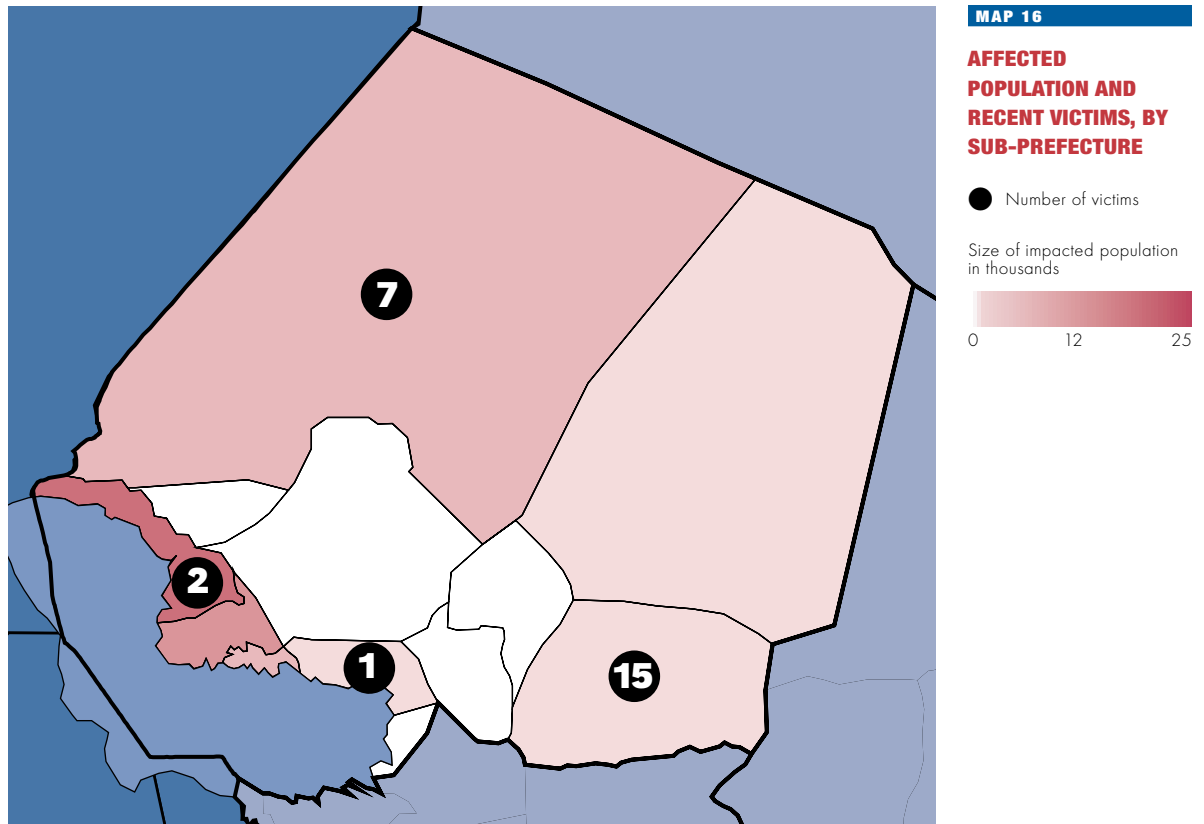 MAP 16
AFFECTED
POPULATION AND
RECENT VICTIMS, BY
SUB-PREFECTURE
Number of victims
Size of impacted population
in thousands
0 12 25
7
2
1
15